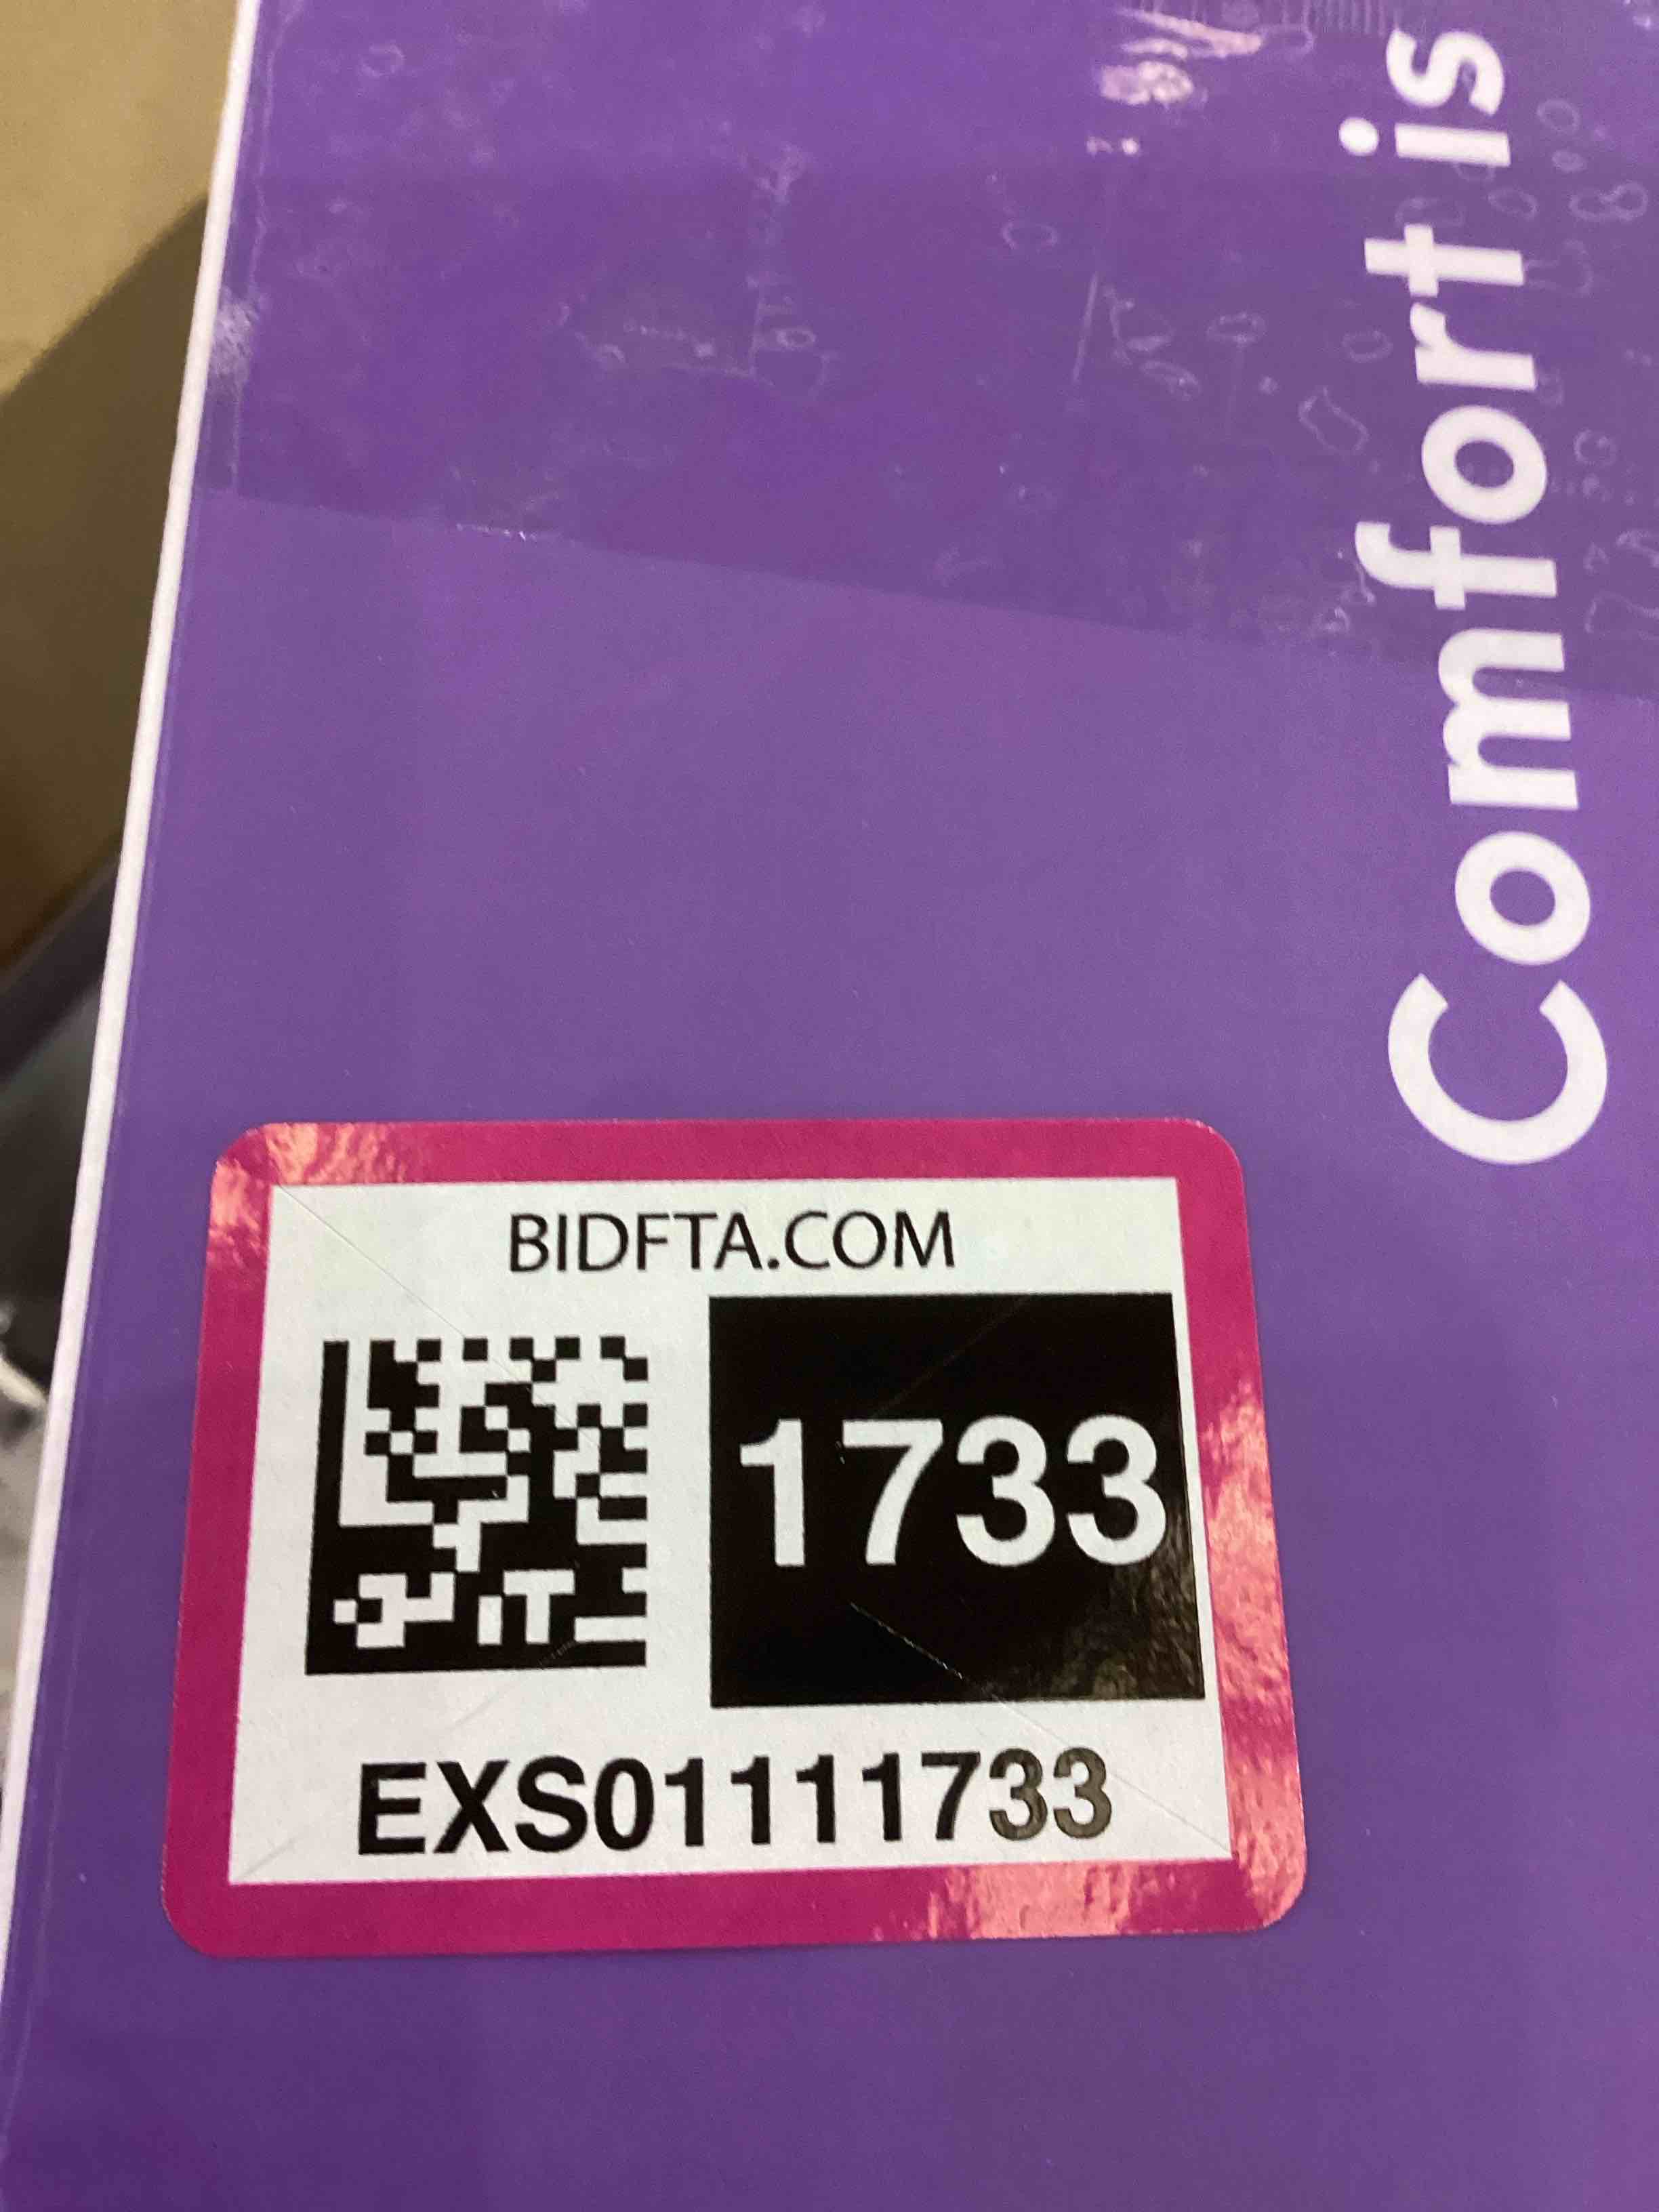 Comfort is
BIDFTA.COM
1733
EXS01111733